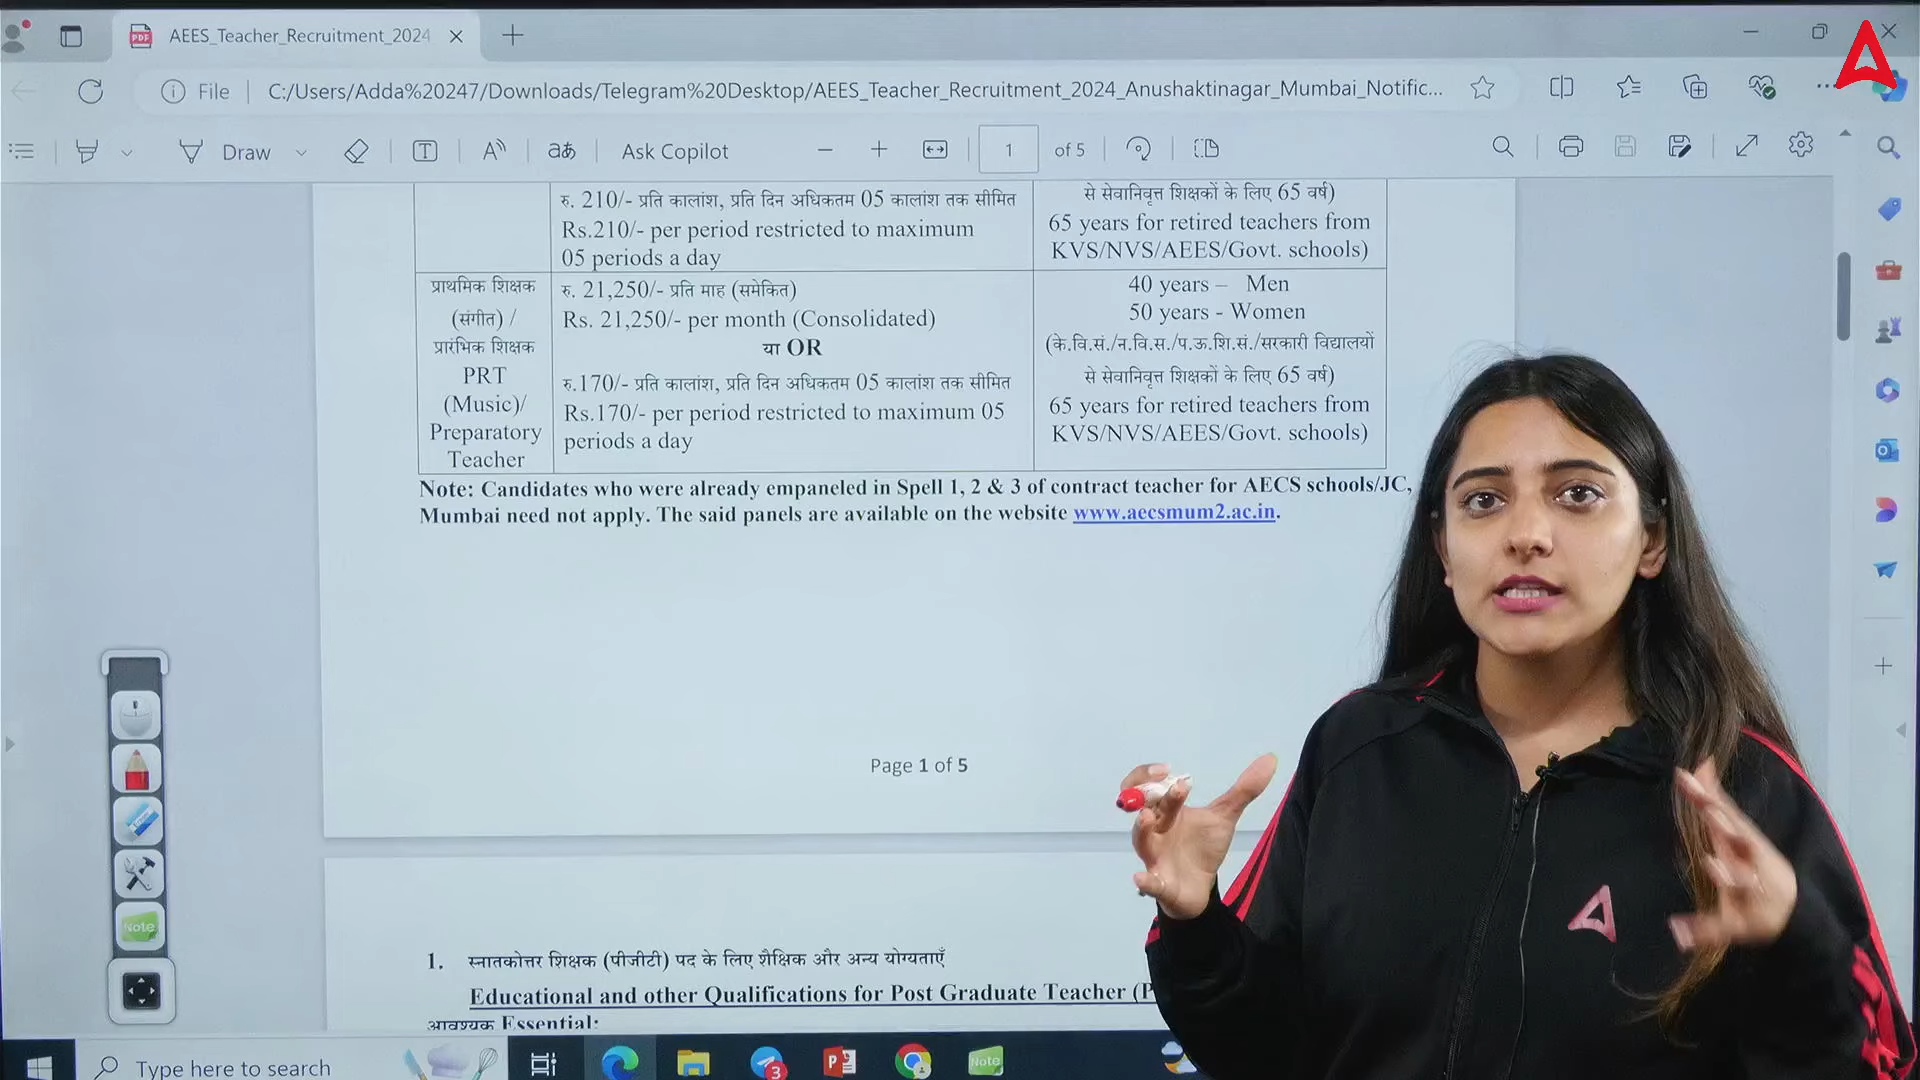 AEES_Teacher_Recruitment_2024
File
C:/Users/Adda%20247/Downloads/Telegram%20Desktop/AEES_Teacher_Recruitment_2024_Anushaktinagar_Mumbai_Notific...
Draw
T
aあ
Ask Copilot
1
of 5
रु. 210/- प्रति कालांश, प्रति दिन अधिकतम 05 कालांश तक सीमित
Rs.210/- per period restricted to maximum
05 periods a day
से सेवानिवृत्त शिक्षकों के लिए 65 वर्ष)
65 years for retired teachers from
KVS/NVS/AEES/Govt. schools)
प्राथमिक शिक्षक
(संगीत) /
प्रारंभिक शिक्षक
PRT
(Music)/
Preparatory
Teacher
रु. 21,250/- प्रति माह (समेकित)
Rs. 21,250/- per month (Consolidated)
या OR
रु.170/- प्रति कालांश, प्रति दिन अधिकतम 05 कालांश तक सीमित
Rs.170/- per period restricted to maximum 05
periods a day
40 years – Men
50 years - Women
(के.वि.सं./न.वि.स./प.ऊ.शि.सं./सरकारी विद्यालयों
से सेवानिवृत्त शिक्षकों के लिए 65 वर्ष)
65 years for retired teachers from
KVS/NVS/AEES/Govt. schools)
Note: Candidates who were already empaneled in Spell 1, 2 & 3 of contract teacher for AECS schools/JC,
Mumbai need not apply. The said panels are available on the website www.aecsmum2.ac.in.
Page 1 of 5
1. स्नातकोत्तर शिक्षक (पीजीटी) पद के लिए शैक्षिक और अन्य योग्यताएँ
Educational and other Qualifications for Post Graduate Teacher (P
आवश्यक Essential:
Note
Type here to search
3
Note